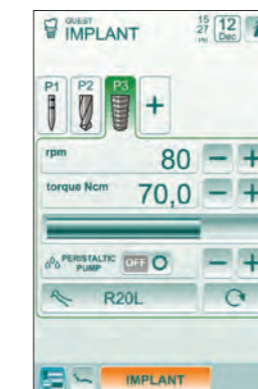 GUEST
IMPLANT
15
27
PM
12
Dec
P1 P2 P3 +
rpm 80 - +
torque Ncm 70,0 - +
PERISTALTIC
PUMP OFF - +
R20L
IMPLANT